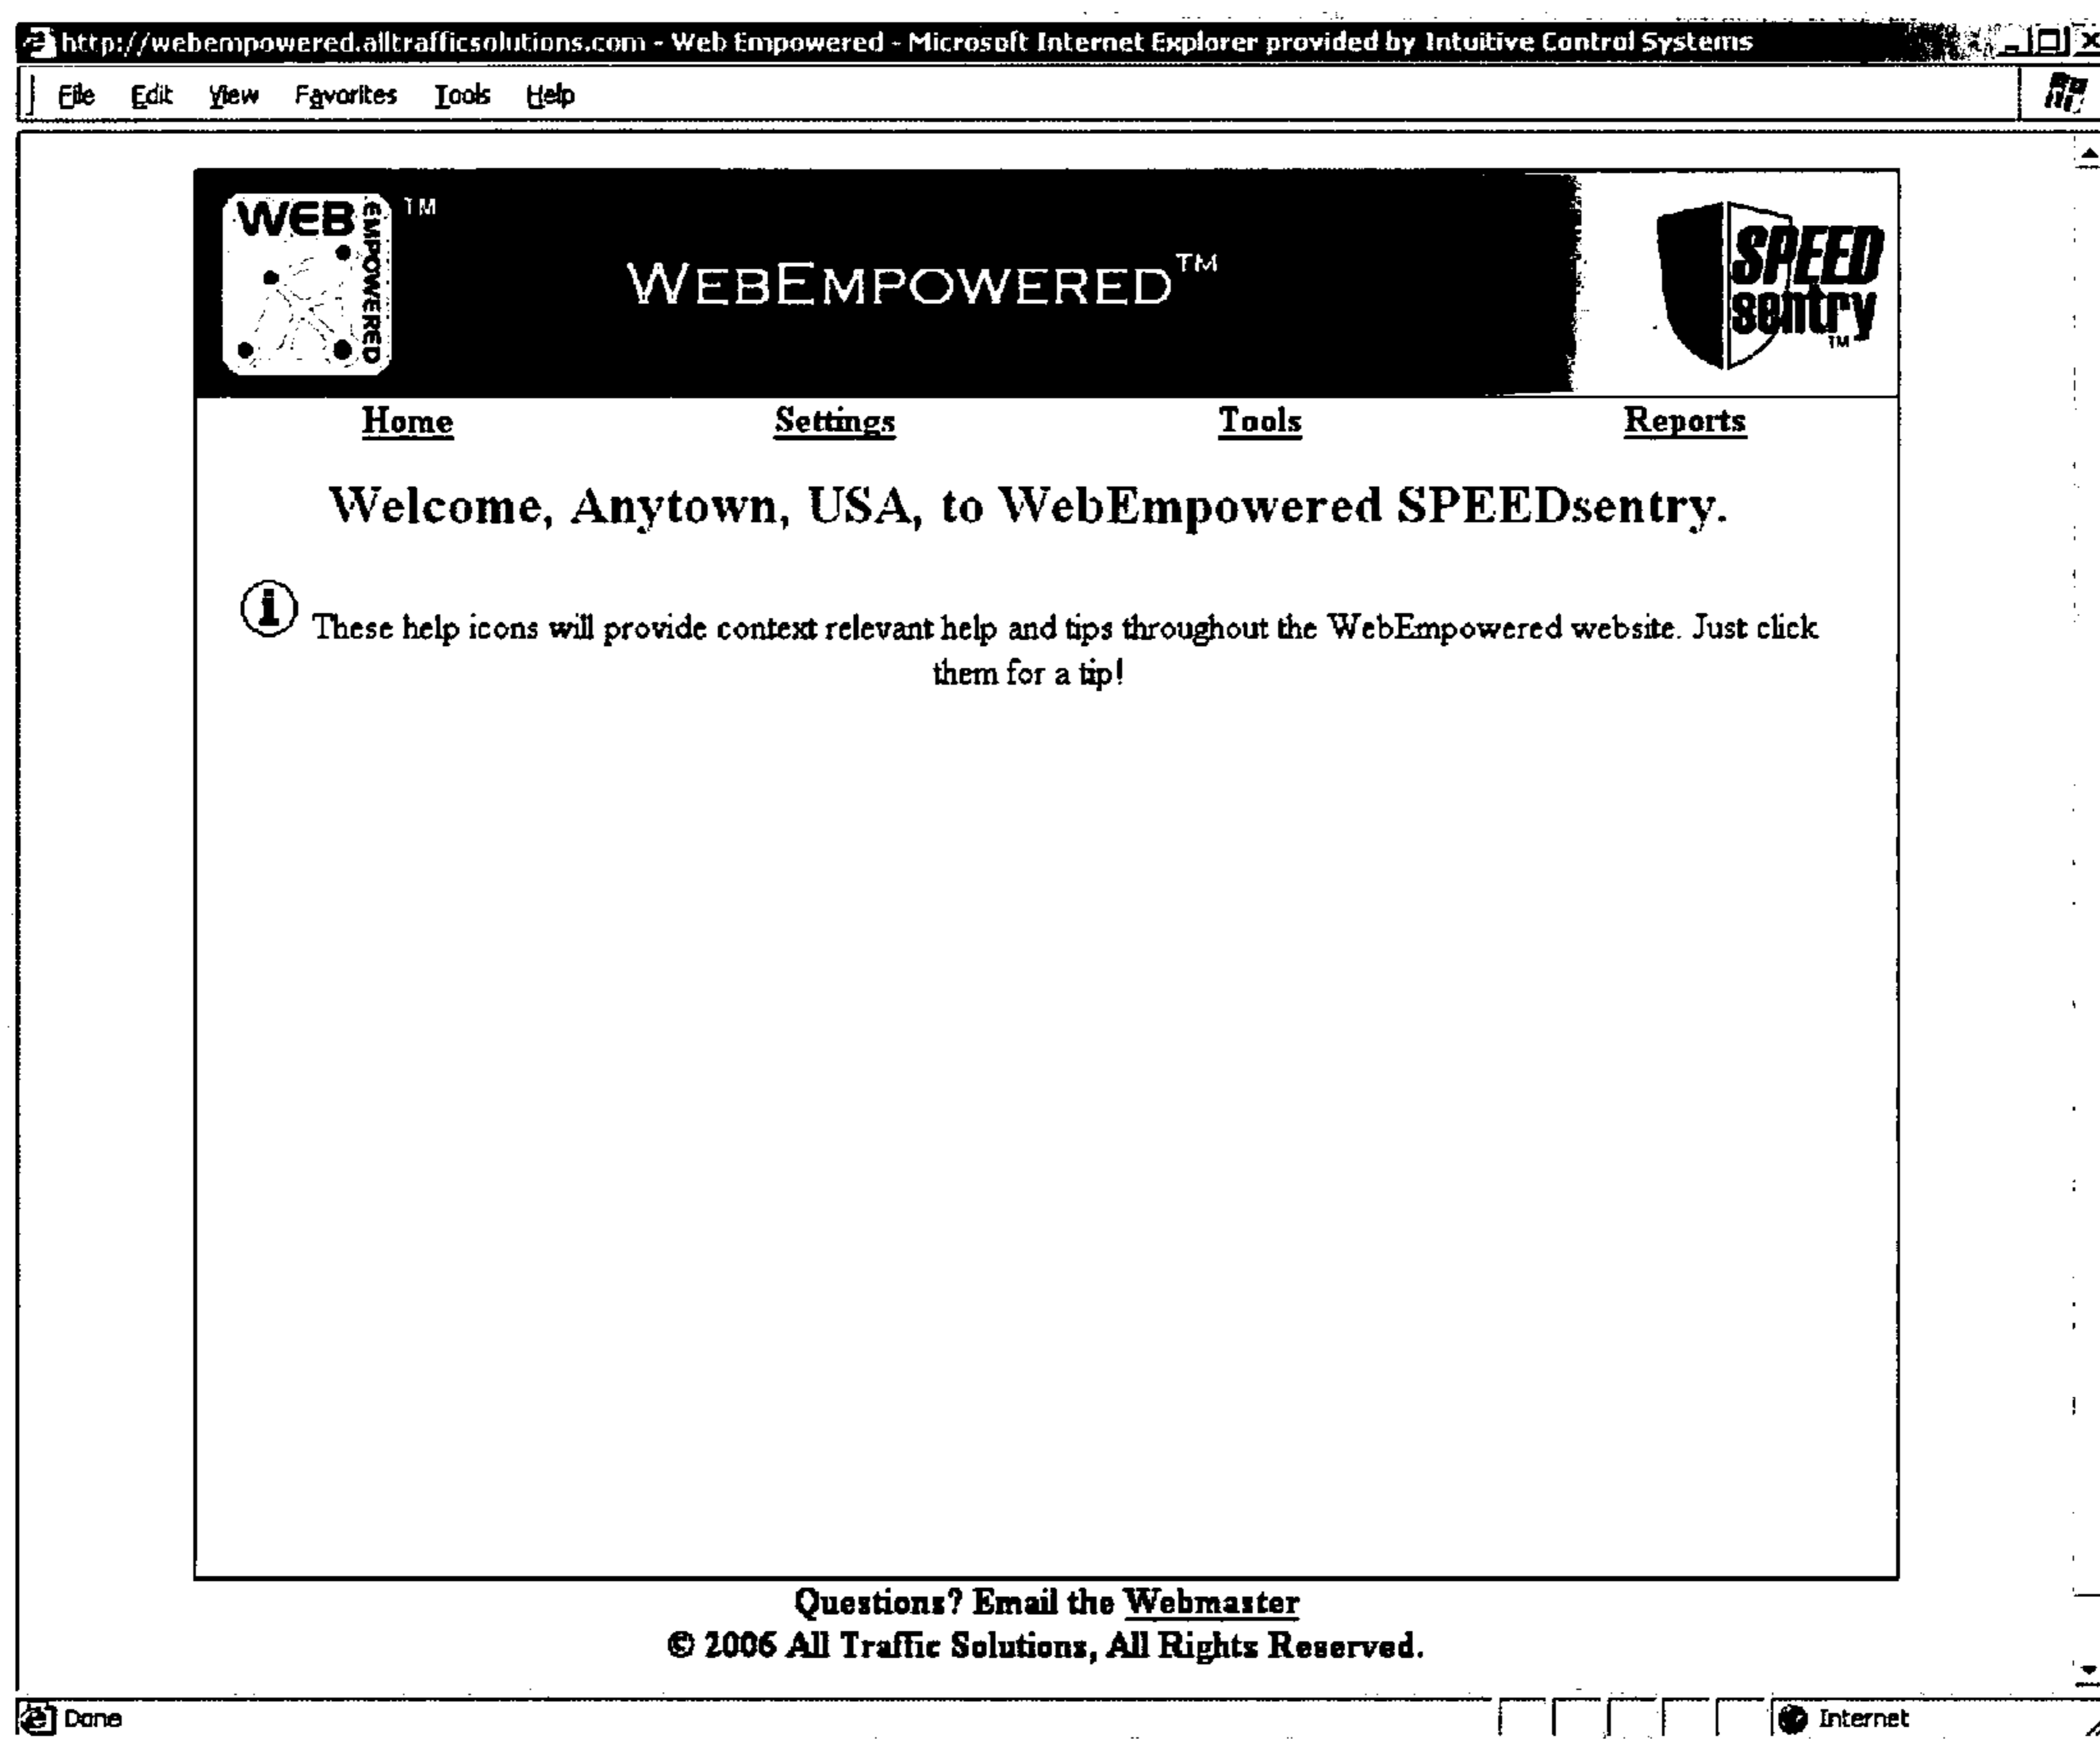 http://webempowered.alltrafficsolutions.com - Web Empowered - Microsoft Internet Explorer provided by Intuitive Control Systems
File Edit View Favorites Tools Help
WEB EMPOWERED TM
WEBEMPOWERED™
SPEED
sentry
TM
Home Settings Tools Reports
Welcome, Anytown, USA, to WebEmpowered SPEEDsentry.
i These help icons will provide context relevant help and tips throughout the WebEmpowered website. Just click
them for a tip!
Questions? Email the Webmaster
© 2006 All Traffic Solutions, All Rights Reserved.
Done Internet